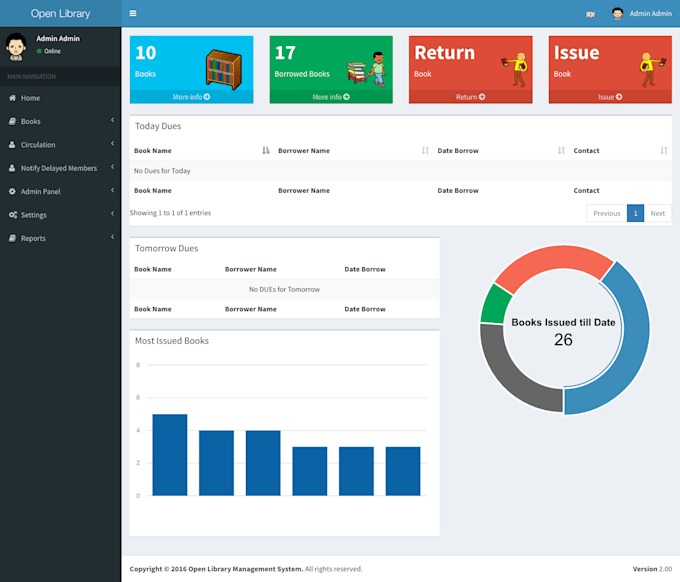 Open Library
Admin Admin
Admin Admin
Online
MAIN NAVIGATION
Home
Books
Circulation
Notify Delayed Members
Admin Panel
Settings
Reports
10
Books
More info
17
Borrowed Books
More info
Return
Book
Return
Issue
Book
Issue
Today Dues
Book Name Borrower Name Date Borrow Contact
No Dues for Today
Book Name Borrower Name Date Borrow Contact
Showing 1 to 1 of 1 entries
Previous 1 Next
Tomorrow Dues
Book Name Borrower Name Date Borrow
No DUEs for Tomorrow
Book Name Borrower Name Date Borrow
Books Issued till Date
26
Most Issued Books
8
6
4
2
0
Copyright © 2016 Open Library Management System. All rights reserved.
Version 2.00